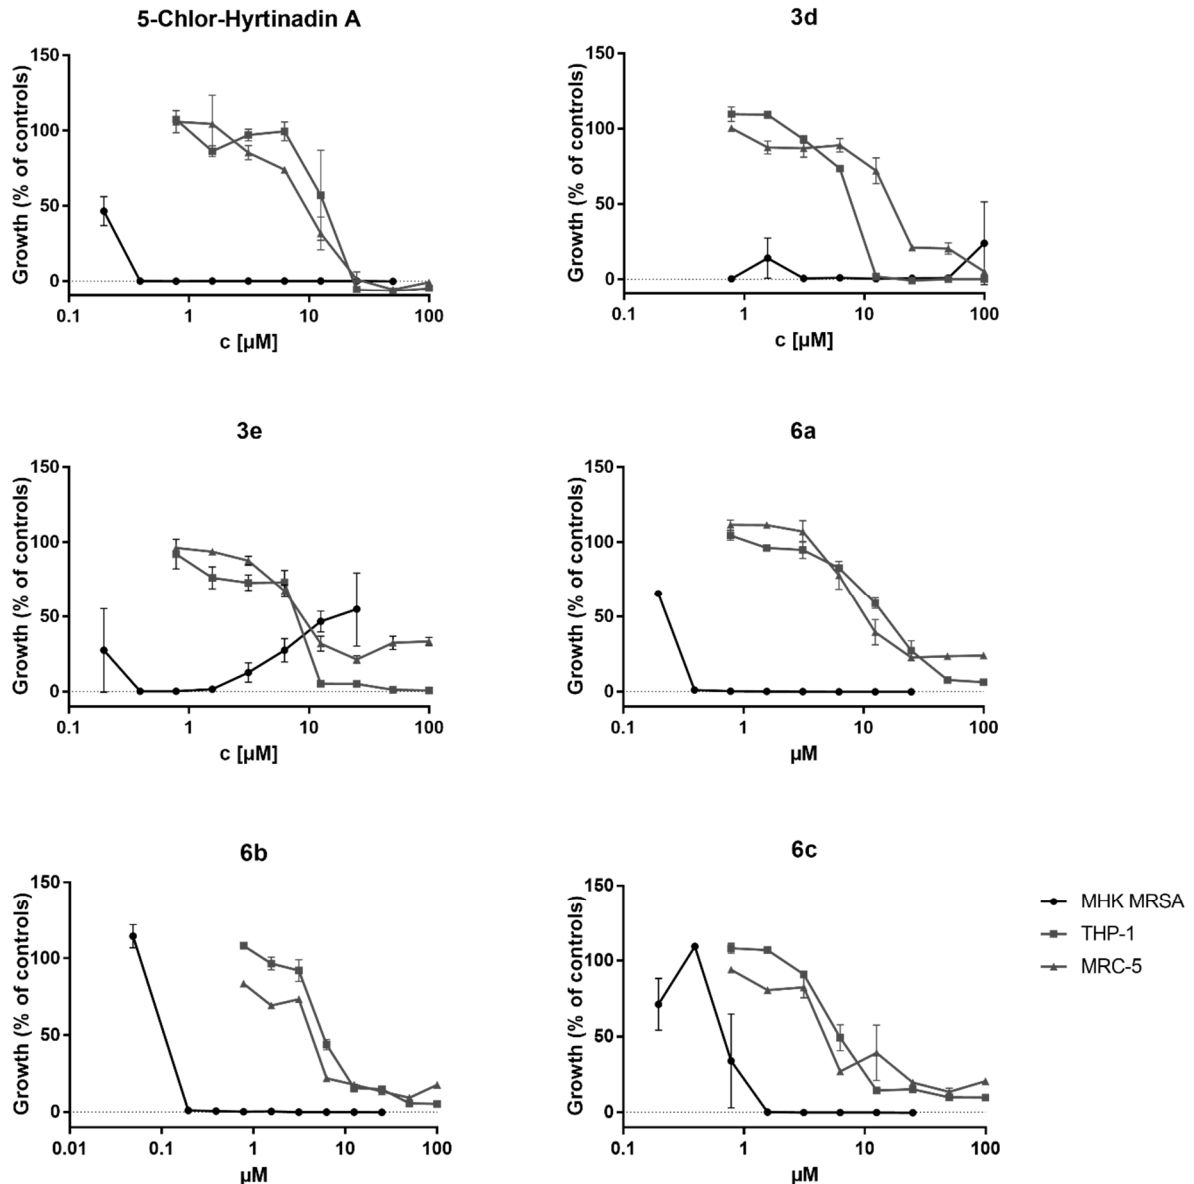 5-Chlor-Hyrtinadin A
Growth (% of controls)
150
100
50
0
0.1 1 10 100
c [µM]
3d
Growth (% of controls)
150
100
50
0
0.1 1 10 100
c [µM]
3e
Growth (% of controls)
150
100
50
0
0.1 1 10 100
c [µM]
6a
Growth (% of controls)
150
100
50
0
0.1 1 10 100
µM
6b
Growth (% of controls)
150
100
50
0
0.01 0.1 1 10 100
µM
6c
Growth (% of controls)
150
100
50
0
0.1 1 10 100
µM
MHK MRSA
THP-1
MRC-5